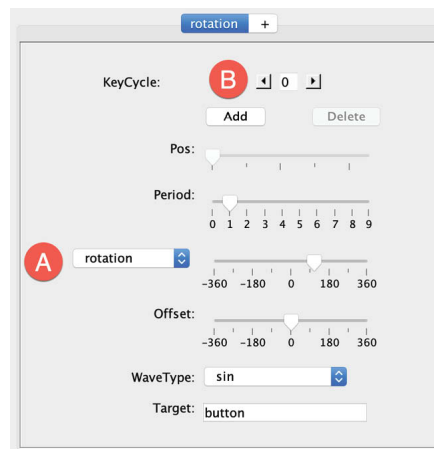 rotation +
KeyCycle: B 0
Add Delete
Pos:
Period:
0 1 2 3 4 5 6 7 8 9
A rotation
-360 -180 0 180 360
Offset:
-360 -180 0 180 360
WaveType: sin
Target: button